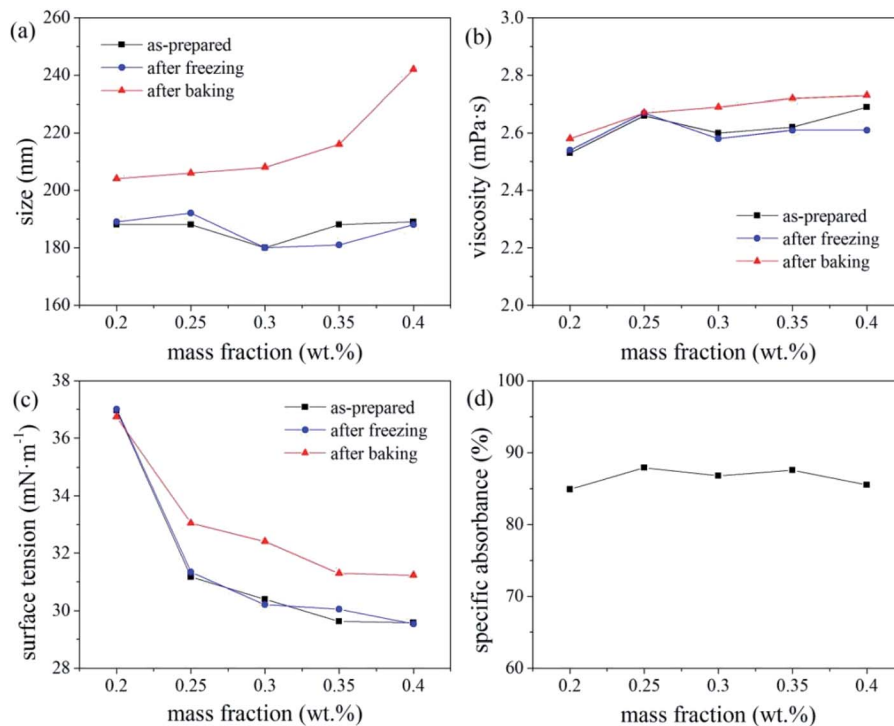 (a)
260
240
220
200
180
160
size (nm)
as-prepared
after freezing
after baking
0.2 0.25 0.3 0.35 0.4
mass fraction (wt.%)
(b)
3.0
2.8
2.6
2.4
2.2
2.0
viscosity (mPa·s)
as-prepared
after freezing
after baking
0.2 0.25 0.3 0.35 0.4
mass fraction (wt.%)
(c)
38
36
34
32
30
28
surface tension (mN·m⁻¹)
as-prepared
after freezing
after baking
0.2 0.25 0.3 0.35 0.4
mass fraction (wt.%)
(d)
100
90
80
70
60
specific absorbance (%)
0.2 0.25 0.3 0.35 0.4
mass fraction (wt.%)